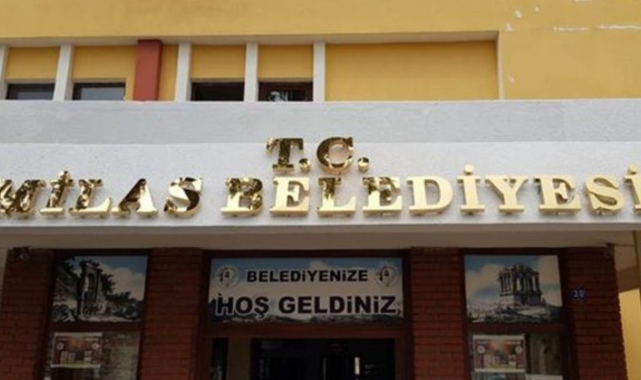 T.C.
MİLAS BELEDİYESİ
BELEDİYENİZE
HOŞ GELDİNİZ